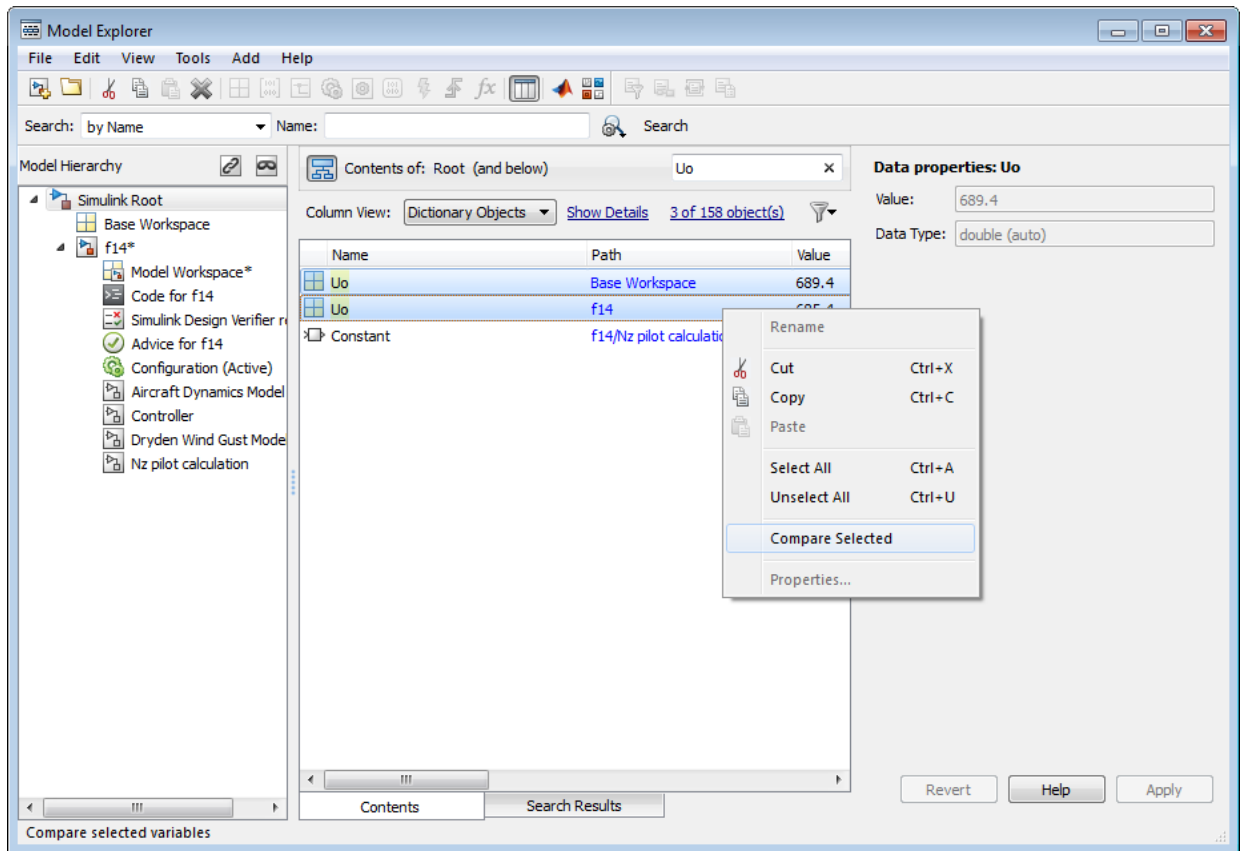 Model Explorer
File Edit View Tools Add Help
fx
Search: by Name Name: Search
Model Hierarchy
Simulink Root
Base Workspace
f14*
Model Workspace*
Code for f14
Simulink Design Verifier
Advice for f14
Configuration (Active)
Aircraft Dynamics Model
Controller
Dryden Wind Gust Mode
Nz pilot calculation
Contents of: Root (and below) Uo
Column View: Dictionary Objects Show Details 3 of 158 object(s)
Name Path Value
Uo Base Workspace 689.4
Uo f14
Constant f14/Nz pilot calculatio
Rename
Cut Ctrl+X
Copy Ctrl+C
Paste
Select All Ctrl+A
Unselect All Ctrl+U
Compare Selected
Properties...
Contents Search Results
Data properties: Uo
Value: 689.4
Data Type: double (auto)
Revert Help Apply
Compare selected variables